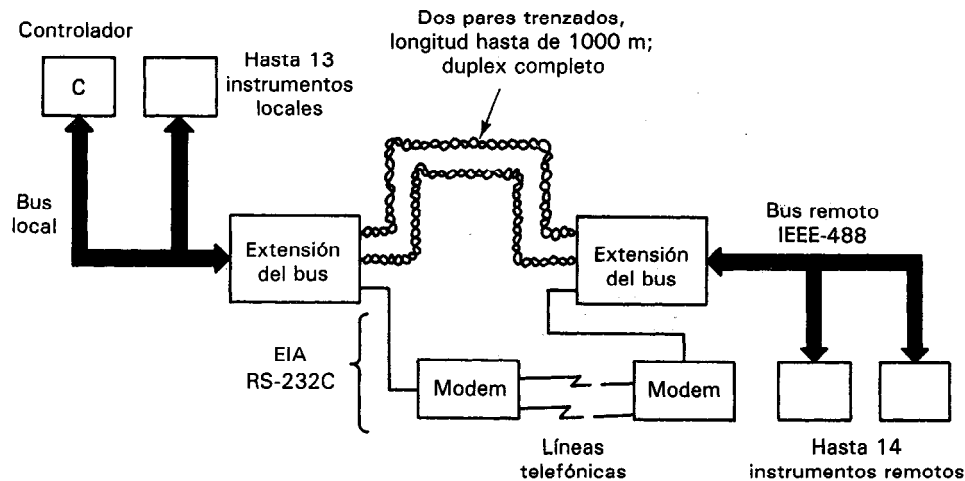 Dos pares trenzados,
longitud hasta de 1000 m;
duplex completo
Controlador
C
Hasta 13
instrumentos
locales
Bus
local
Extensión
del bus
Extensión
del bus
Bus remoto
IEEE-488
EIA
RS-232C
Modem
Modem
Líneas
telefónicas
Hasta 14
instrumentos remotos